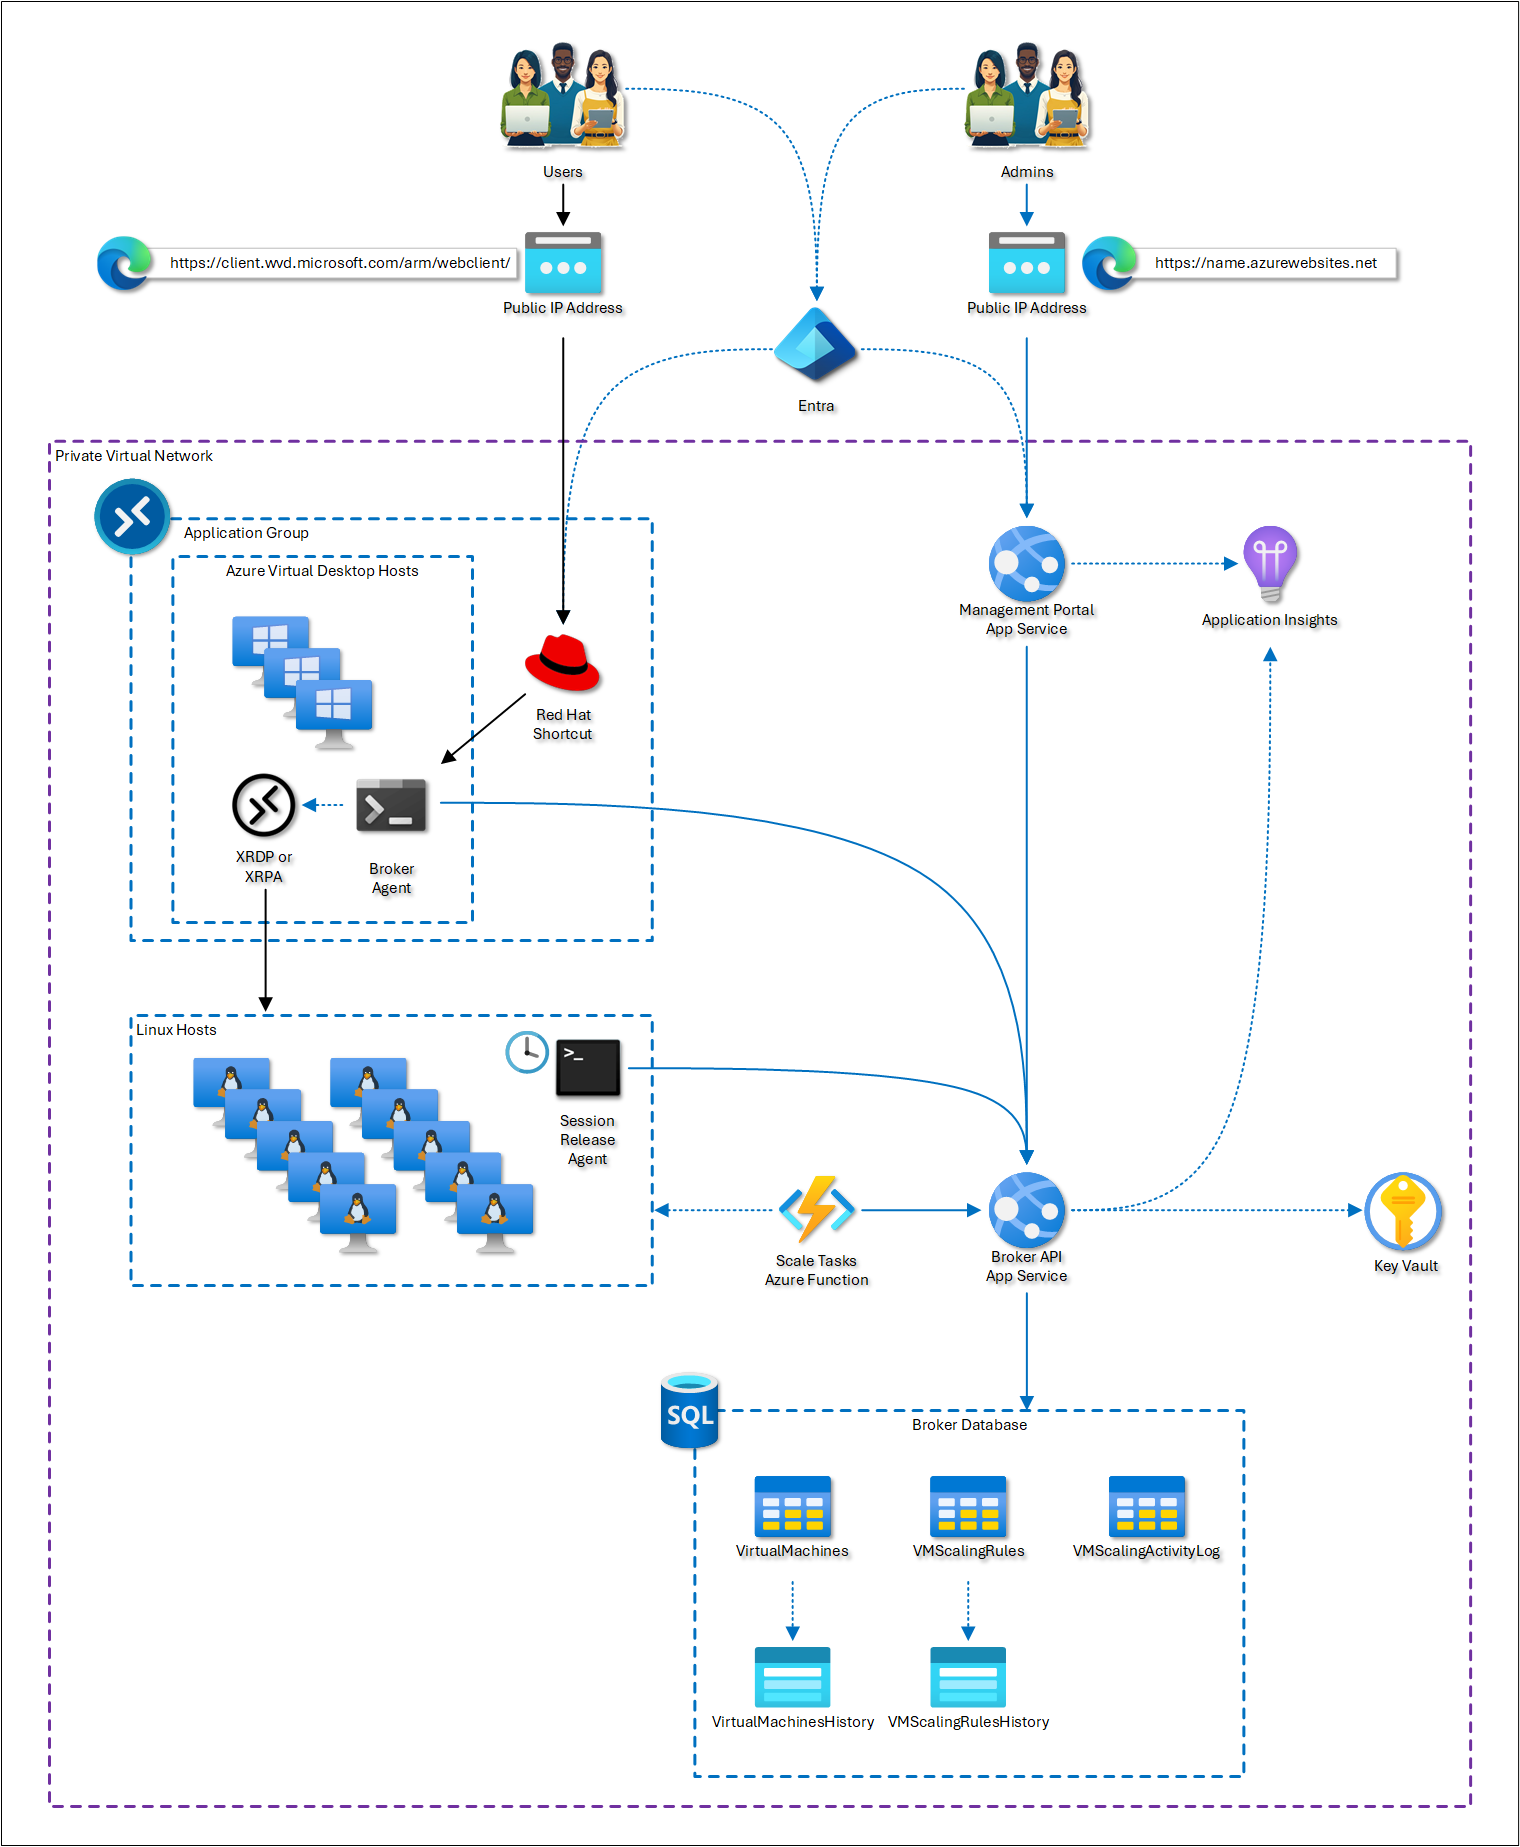 Users
Admins
https://client.wvd.microsoft.com/arm/webclient/
https://name.azurewebsites.net
Public IP Address
Public IP Address
Entra
Private Virtual Network
Application Group
Azure Virtual Desktop Hosts
Management Portal
App Service
Application Insights
Red Hat
Shortcut
XRDP or
XRPA
Broker
Agent
Linux Hosts
>_
Session
Release
Agent
Scale Tasks
Azure Function
Broker API
App Service
Key Vault
SQL
Broker Database
VirtualMachines
VMScalingRules
VMScalingActivityLog
VirtualMachinesHistory
VMScalingRulesHistory